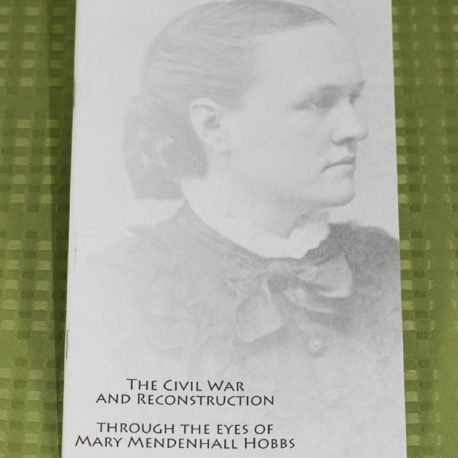 THE CIVIL WAR
AND RECONSTRUCTION
THROUGH THE EYES OF
MARY MENDENHALL HOBBS